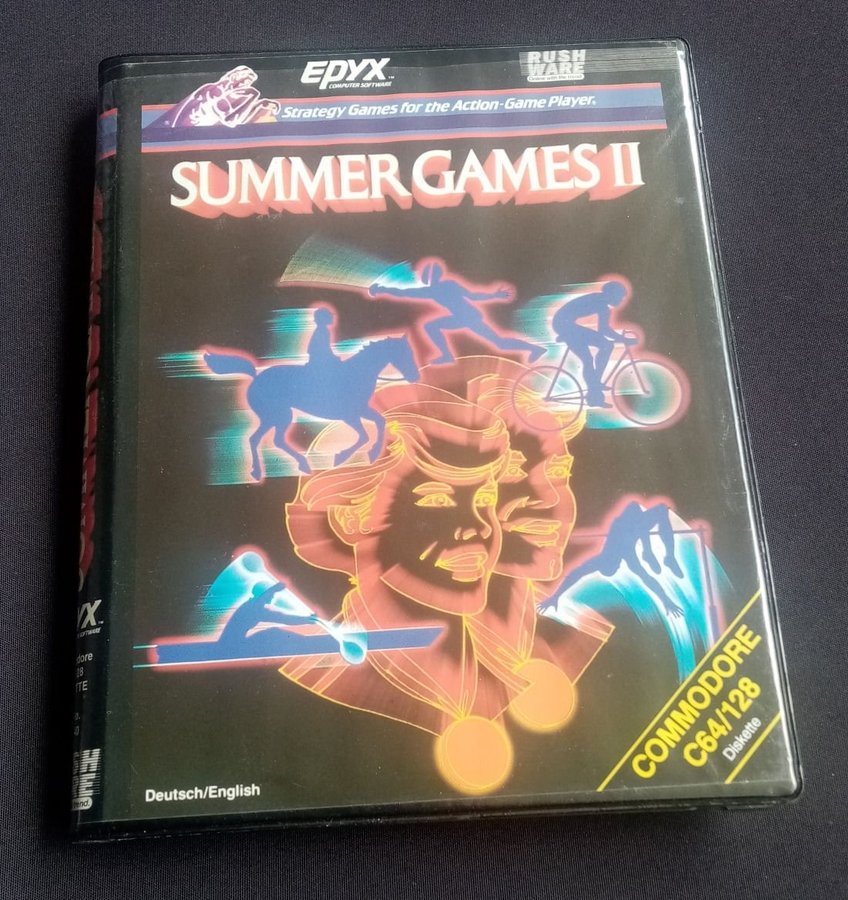 EPYX
COMPUTER SOFTWARE
RUSH
WARE
Strategy Games for the Action-Game Player.
SUMMER GAMES II
COMMODORE
C64/128
Diskette
Deutsch/English
YX